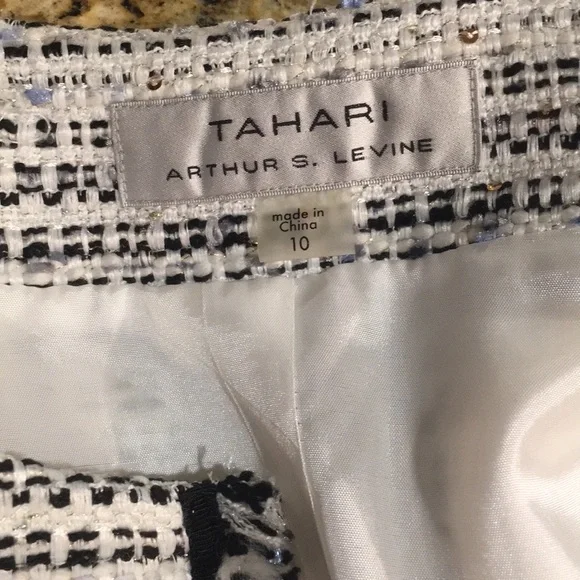 TAHARI
ARTHUR S. LEVINE
made in
China
10